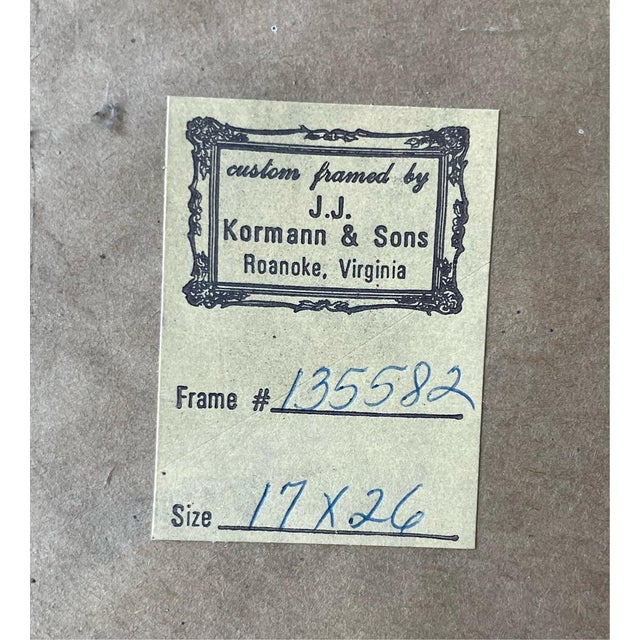 custom framed by
J.J.
Kormann & Sons
Roanoke, Virginia
Frame # 135582
Size 17 x 26